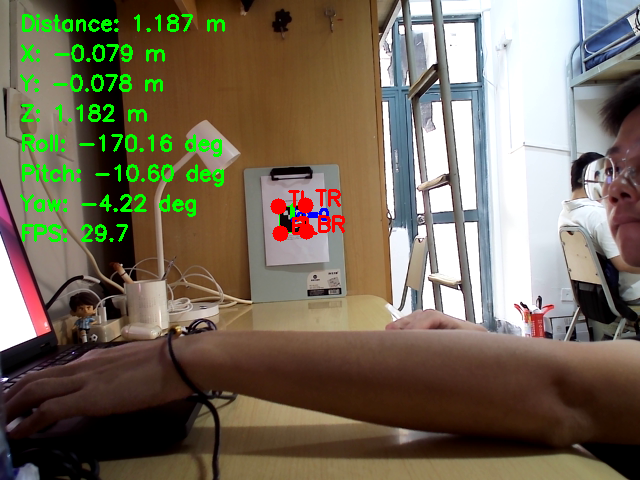 Distance: 1.187 m
X: -0.079 m
Y: -0.078 m
Z: 1.182 m
Roll: -170.16 deg
Pitch: -10.60 deg
Yaw: -4.22 deg
FPS: 29.7
TL TR
BR